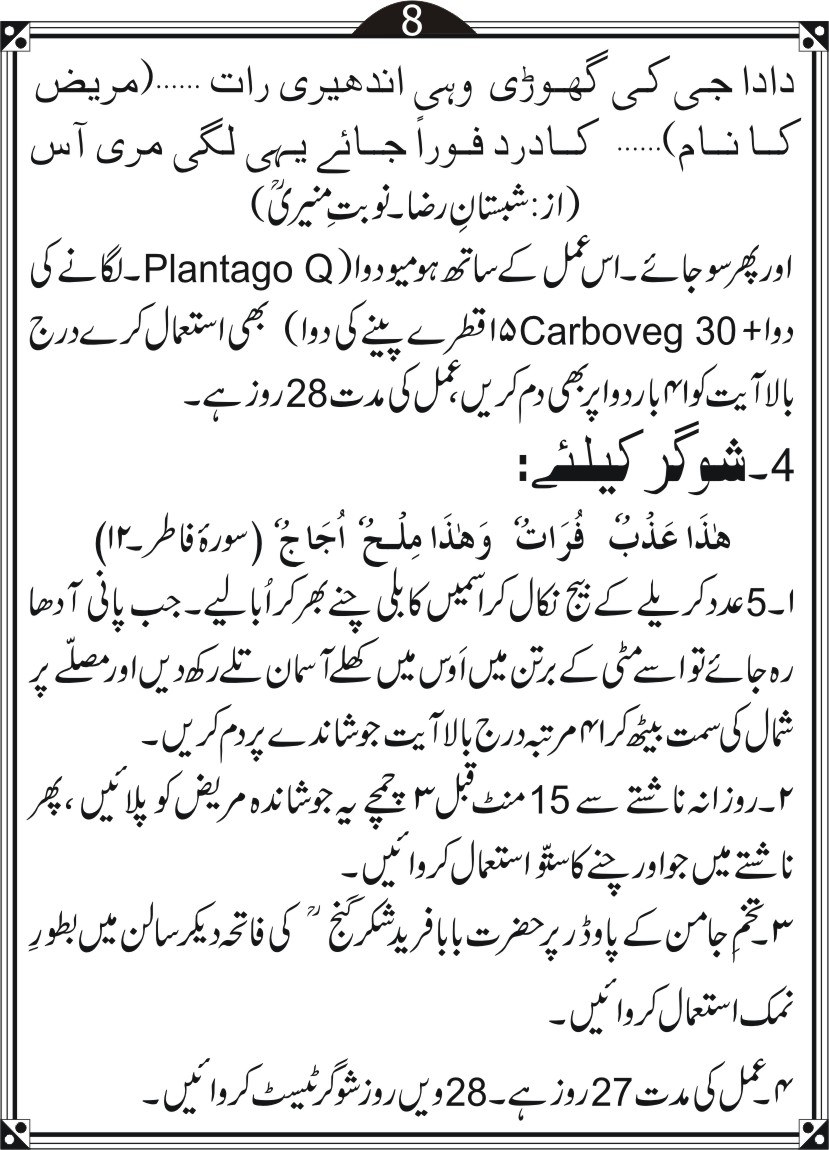 8
دادا جی کی گھوڑی وہی اندھیری رات ......(مریض
کا نام)...... کادرد فوراً جائے یہی لگی مری آس
(از: شبستانِ رضا۔نوبتِ منیریؒ)
اور پھر سو جائے۔اس عمل کے ساتھ ہومیو دوا(Plantago Q۔لگانے کی
دوا+Carboveg 30 ۱۵ قطرے پینے کی دوا) بھی استعمال کرے درج
بالا آیت کو ۴۱ بار دوا پر بھی دم کریں،عمل کی مدت 28 روز ہے۔
4۔شوگر کیلئے:
هٰذَا عَذْبٌ فُرَاتٌ وَهٰذَا مِلْحٌ اُجَاجٌ (سورۂ فاطر۔۱۲)
۱۔5 عدد کریلے کے بیج نکال کر اسمیں کابلی چنے بھر کر اُبالیے۔جب پانی آدھا
رہ جائے تو اسے مٹی کے برتن میں اَوس میں کھلے آسمان تلے رکھ دیں اور مصلّے پر
شمال کی سمت بیٹھ کر ۴۱ مرتبہ درج بالا آیت جوشاندے پر دم کریں۔
۲۔روزانہ ناشتے سے 15 منٹ قبل ۳ چمچے یہ جوشاندہ مریض کو پلائیں ، پھر
ناشتے میں جو اور چنے کا ستّو استعمال کروائیں۔
۳۔تخمِ جامن کے پاوڈر پر حضرت بابا فرید شکر گنج ؒ کی فاتحہ دیکر سالن میں بطورِ
نمک استعمال کروائیں۔
۴۔عمل کی مدت 27 روز ہے۔28 ویں روز شوگر ٹیسٹ کروائیں۔